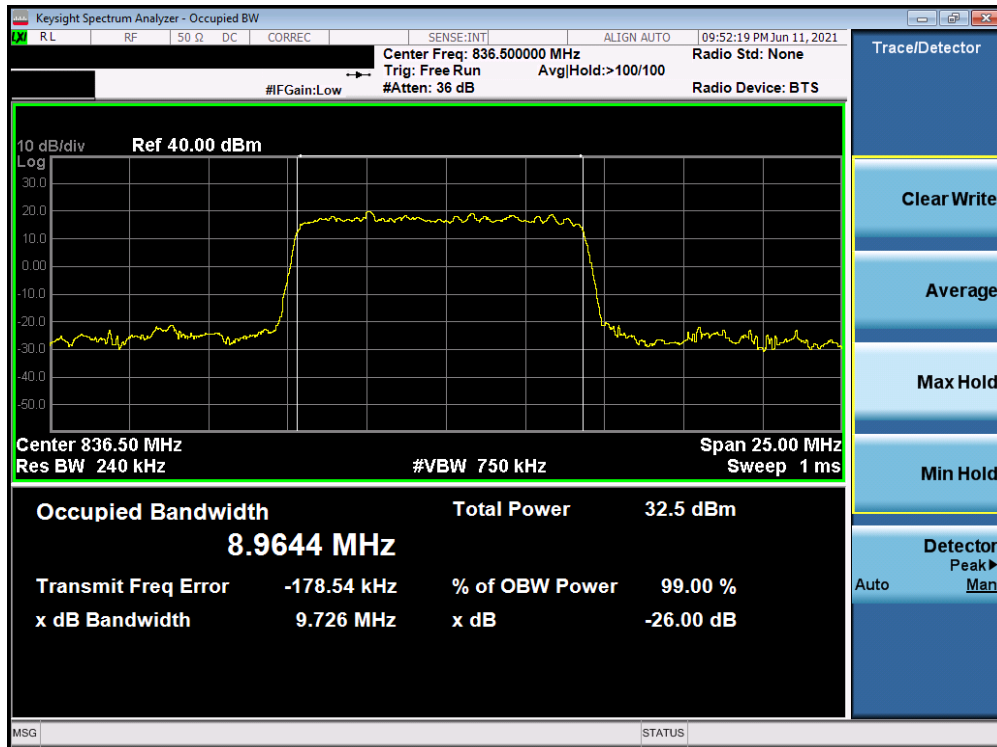 Keysight Spectrum Analyzer - Occupied BW
LXI RL RF 50 Ω DC CORREC SENSE:INT ALIGN AUTO 09:52:19 PM Jun 11, 2021
Center Freq: 836.500000 MHz Radio Std: None
Trig: Free Run Avg|Hold:>100/100
#IFGain:Low #Atten: 36 dB Radio Device: BTS
10 dB/div Ref 40.00 dBm
Log
30.0
20.0
10.0
0.00
-10.0
-20.0
-30.0
-40.0
-50.0
Center 836.50 MHz Span 25.00 MHz
Res BW 240 kHz #VBW 750 kHz Sweep 1 ms
Occupied Bandwidth Total Power 32.5 dBm
8.9644 MHz
Transmit Freq Error -178.54 kHz % of OBW Power 99.00 %
x dB Bandwidth 9.726 MHz x dB -26.00 dB
MSG STATUS
Trace/Detector
Clear Write
Average
Max Hold
Min Hold
Detector
Peak▶
Auto Man